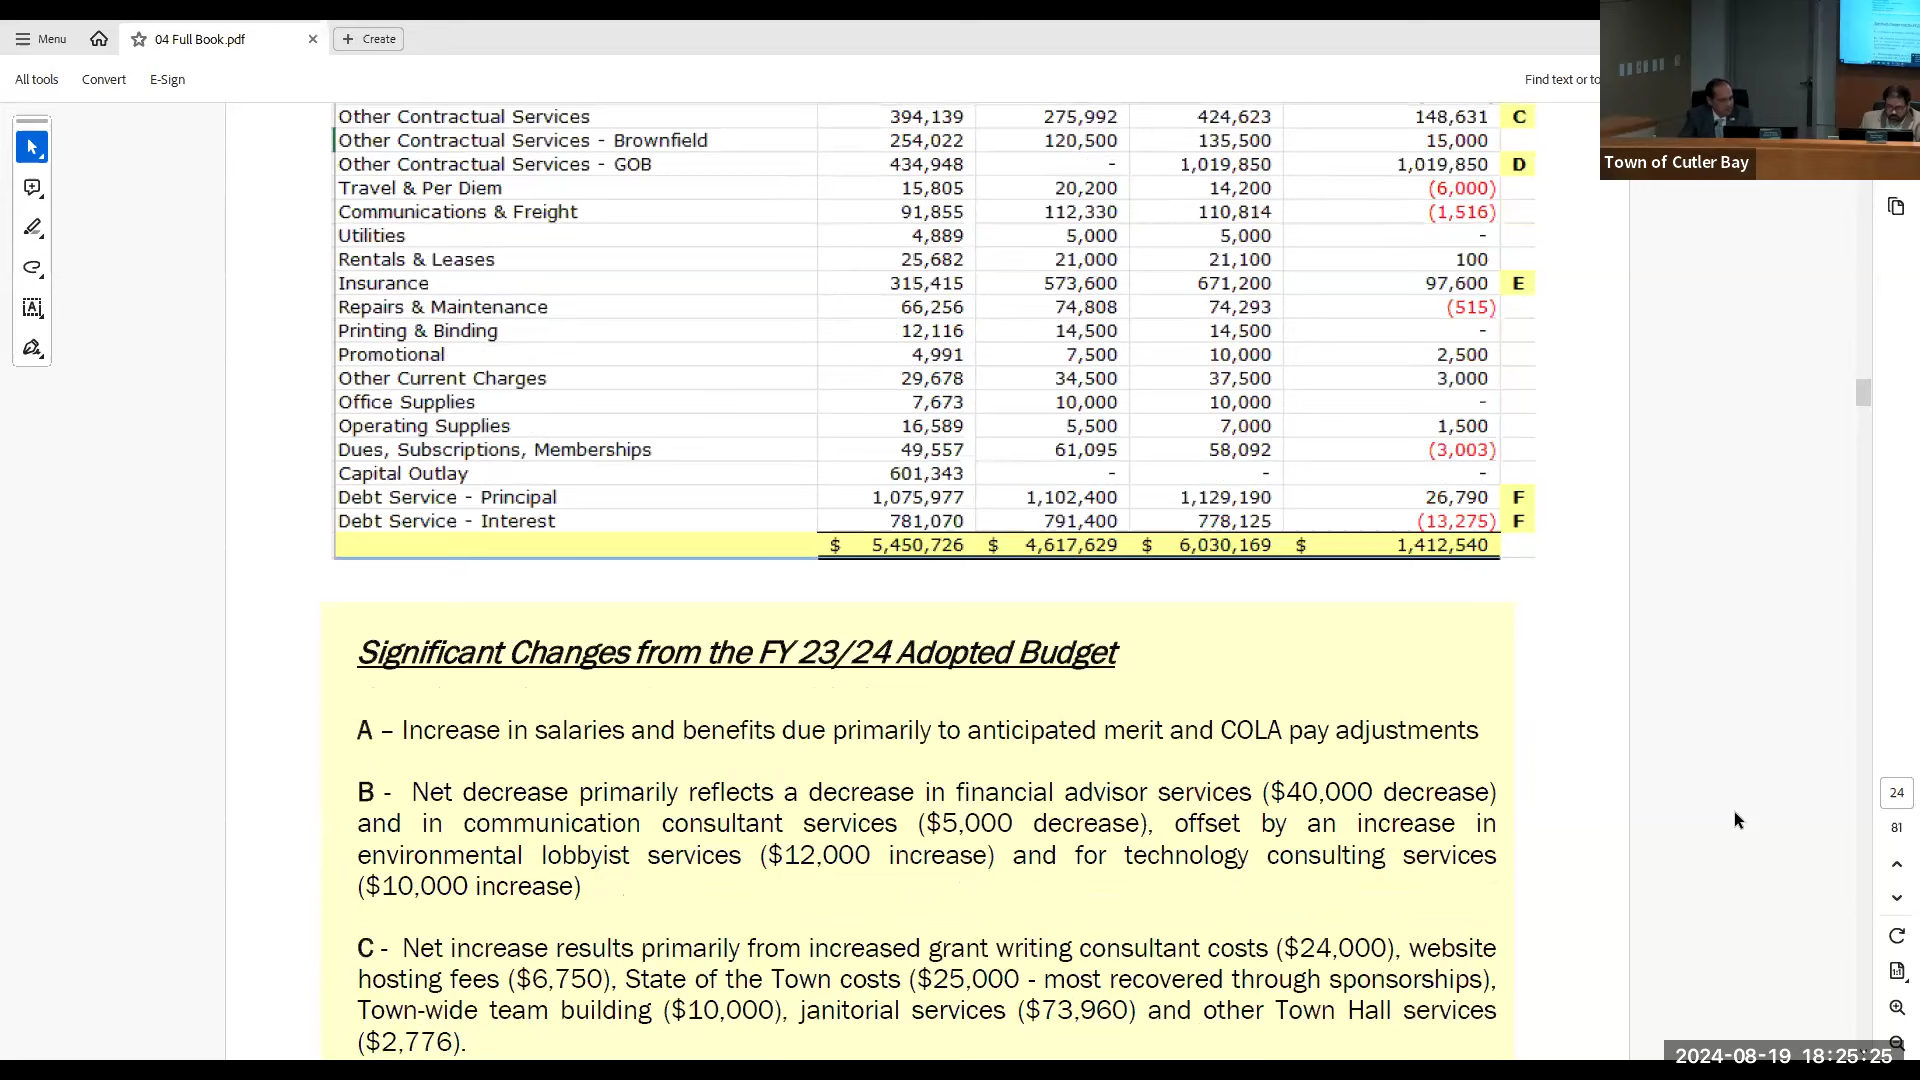 Menu
04 Full Book.pdf
Create
All tools
Convert
E-Sign
Find text or to
Town of Cutler Bay
Other Contractual Services 394,139 275,992 424,623 148,631 C
Other Contractual Services - Brownfield 254,022 120,500 135,500 15,000
Other Contractual Services - GOB 434,948 - 1,019,850 1,019,850 D
Travel & Per Diem 15,805 20,200 14,200 (6,000)
Communications & Freight 91,855 112,330 110,814 (1,516)
Utilities 4,889 5,000 5,000 -
Rentals & Leases 25,682 21,000 21,100 100
Insurance 315,415 573,600 671,200 97,600 E
Repairs & Maintenance 66,256 74,808 74,293 (515)
Printing & Binding 12,116 14,500 14,500 -
Promotional 4,991 7,500 10,000 2,500
Other Current Charges 29,678 34,500 37,500 3,000
Office Supplies 7,673 10,000 10,000 -
Operating Supplies 16,589 5,500 7,000 1,500
Dues, Subscriptions, Memberships 49,557 61,095 58,092 (3,003)
Capital Outlay 601,343 - - -
Debt Service - Principal 1,075,977 1,102,400 1,129,190 26,790 F
Debt Service - Interest 781,070 791,400 778,125 (13,275) F
$ 5,450,726 $ 4,617,629 $ 6,030,169 $ 1,412,540
Significant Changes from the FY 23/24 Adopted Budget
A – Increase in salaries and benefits due primarily to anticipated merit and COLA pay adjustments
B - Net decrease primarily reflects a decrease in financial advisor services ($40,000 decrease)
and in communication consultant services ($5,000 decrease), offset by an increase in
environmental lobbyist services ($12,000 increase) and for technology consulting services
($10,000 increase)
C - Net increase results primarily from increased grant writing consultant costs ($24,000), website
hosting fees ($6,750), State of the Town costs ($25,000 - most recovered through sponsorships),
Town-wide team building ($10,000), janitorial services ($73,960) and other Town Hall services
($2,776).
24
81
2024-08-19 18:25:25